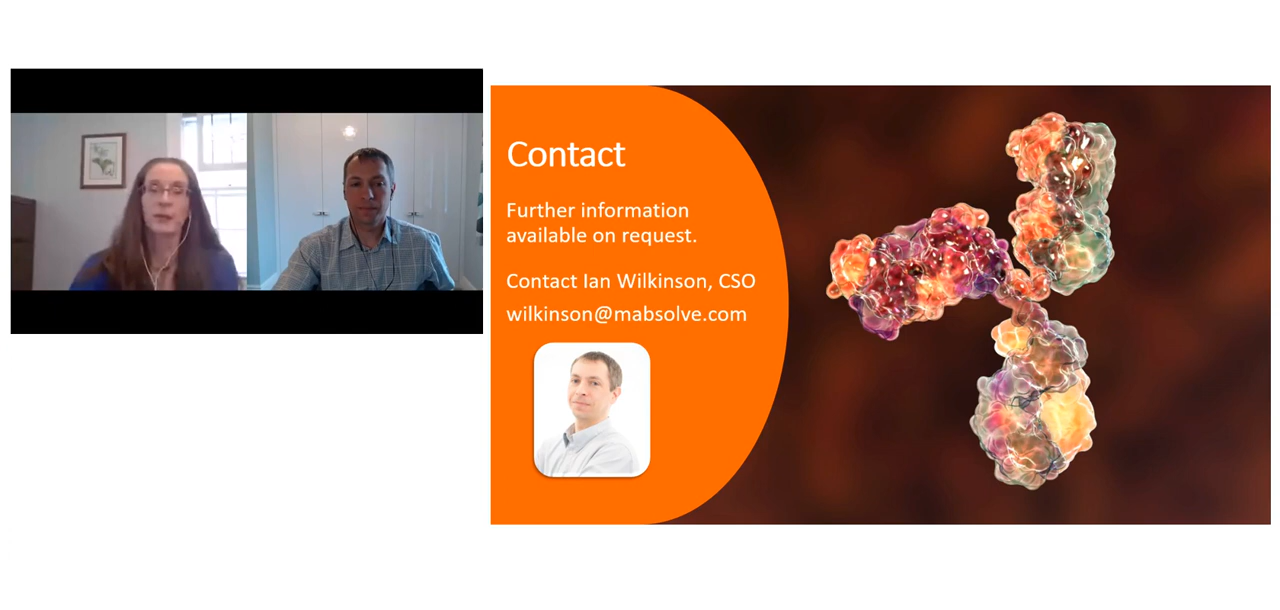 Contact
Further information
available on request.
Contact Ian Wilkinson, CSO
wilkinson@mabsolve.com